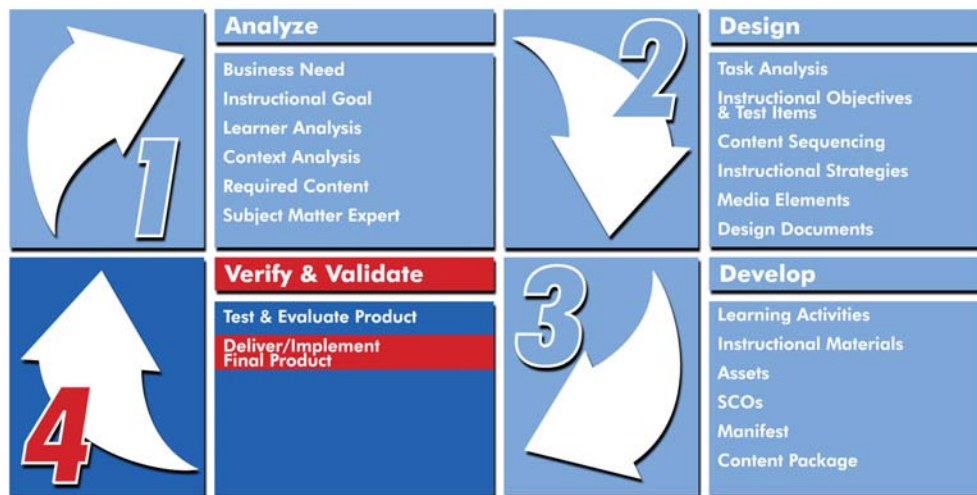 1
Analyze
Business Need
Instructional Goal
Learner Analysis
Context Analysis
Required Content
Subject Matter Expert
2
Design
Task Analysis
Instructional Objectives
& Test Items
Content Sequencing
Instructional Strategies
Media Elements
Design Documents
3
Develop
Learning Activities
Instructional Materials
Assets
SCOs
Manifest
Content Package
4
Verify & Validate
Test & Evaluate Product
Deliver/Implement
Final Product